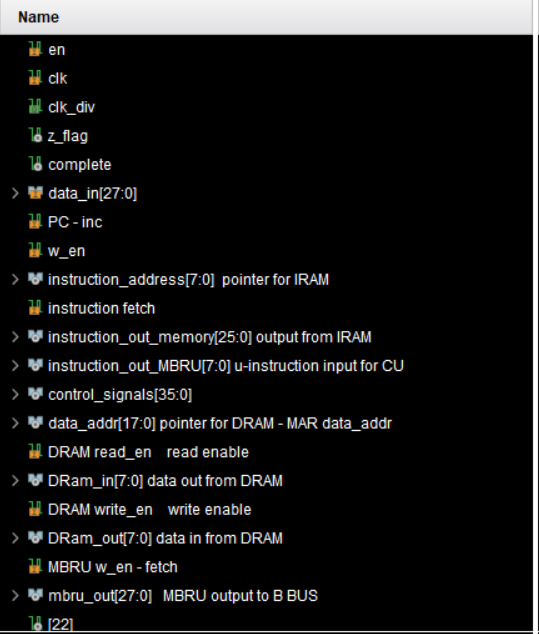 Name
en
clk
clk_div
z_flag
complete
data_in[27:0]
PC - inc
w_en
instruction_address[7:0] pointer for IRAM
instruction fetch
instruction_out_memory[25:0] output from IRAM
instruction_out_MBRU[7:0] u-instruction input for CU
control_signals[35:0]
data_addr[17:0] pointer for DRAM - MAR data_addr
DRAM read_en read enable
DRam_in[7:0] data out from DRAM
DRAM write_en write enable
DRam_out[7:0] data in from DRAM
MBRU w_en - fetch
mbru_out[27:0] MBRU output to B BUS
[22]